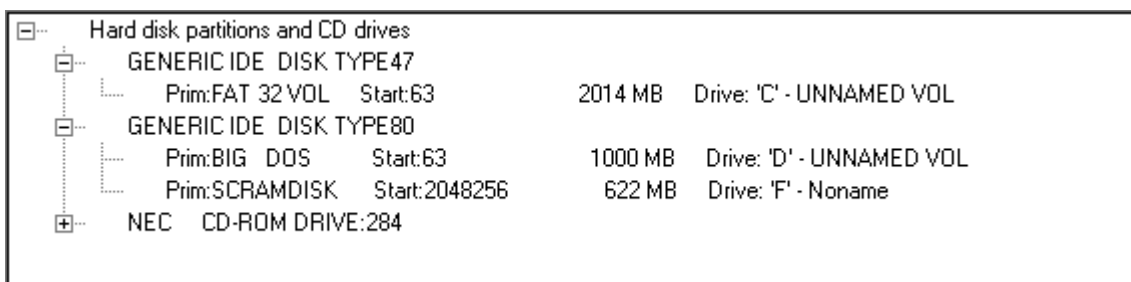 Hard disk partitions and CD drives
GENERIC IDE DISK TYPE47
Prim:FAT 32 VOL Start:63 2014 MB Drive: 'C' - UNNAMED VOL
GENERIC IDE DISK TYPE80
Prim:BIG DOS Start:63 1000 MB Drive: 'D' - UNNAMED VOL
Prim:SCRAMDISK Start:2048256 622 MB Drive: 'F' - Noname
NEC CD-ROM DRIVE:284